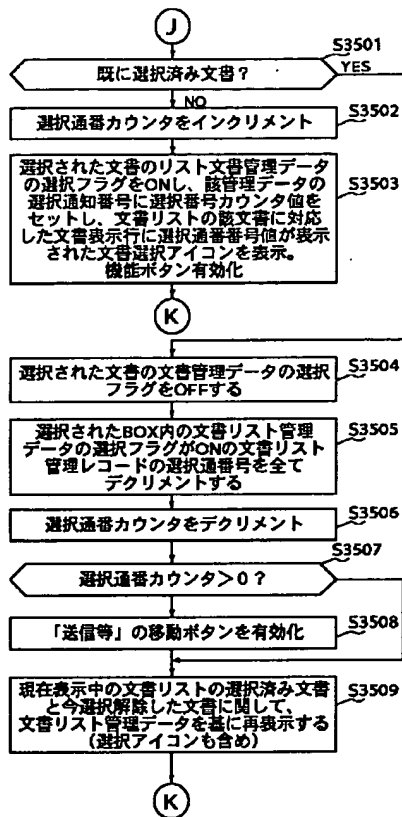 J
S3501
既に選択済み文書?
YES
NO
S3502
選択通番カウンタをインクリメント
S3503
選択された文書のリスト文書管理データ
の選択フラグをONし、該管理データの
選択通知番号に選択番号カウンタ値を
セットし、文書リストの該文書に対応
した文書表示行に選択通番番号値が表示
された文書選択アイコンを表示。
機能ボタン有効化
K
S3504
選択された文書の文書管理データの選択
フラグをOFFする
S3505
選択されたBOX内の文書リスト管理
データの選択フラグがONの文書リスト
管理レコードの選択通番号を全て
デクリメントする
S3506
選択通番カウンタをデクリメント
S3507
選択通番カウンタ>0?
S3508
「送信等」の移動ボタンを有効化
S3509
現在表示中の文書リストの選択済み文書
と今選択解除した文書に関して、
文書リスト管理データを基に再表示する
(選択アイコンも含め)
K